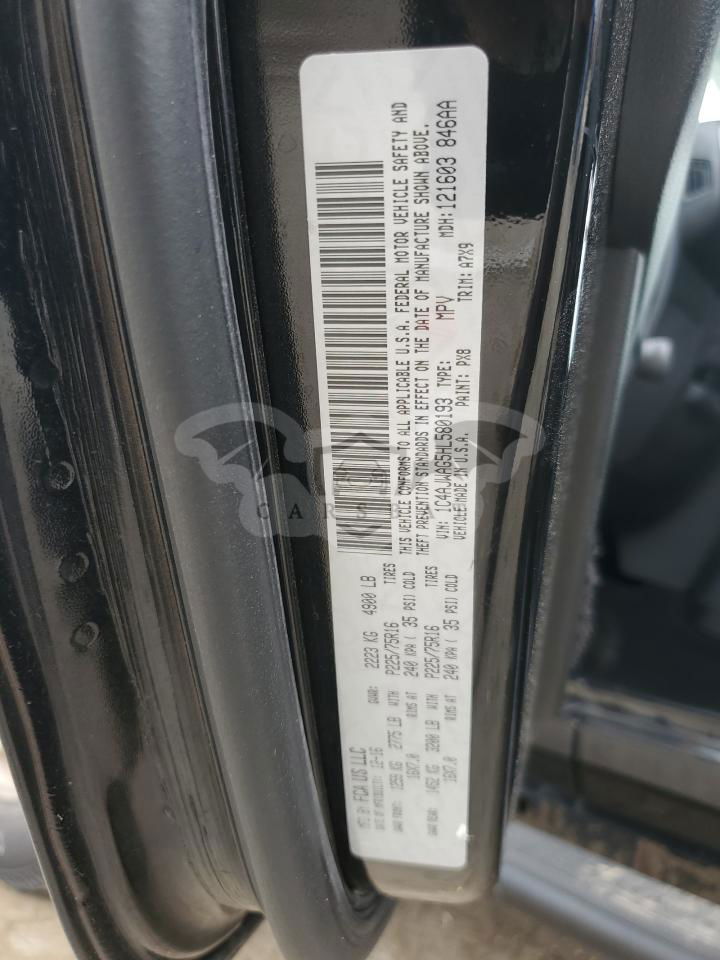 MFD BY: FCA US LLC
DATE OF MFR(BUILT): 12-16 GVWR: 2223 KG 4900 LB
GAWR FRONT: 1259 KG 2775 LB WITH P225/75R16 TIRES
16X7.0 RIMS AT 240 KPA ( 35 PSI) COLD
GAWR REAR: 1452 KG 3200 LB WITH P225/75R16 TIRES
16X7.0 RIMS AT 240 KPA ( 35 PSI) COLD
THIS VEHICLE CONFORMS TO ALL APPLICABLE U.S.A. FEDERAL MOTOR VEHICLE SAFETY AND
THEFT PREVENTION STANDARDS IN EFFECT ON THE DATE OF MANUFACTURE SHOWN ABOVE.
VIN: 1C4AJWAG5HL580193 TYPE: MPV MDH:121603 846AA
VEHICLE MADE IN U.S.A. PAINT: PX8 TRIM: A7X9